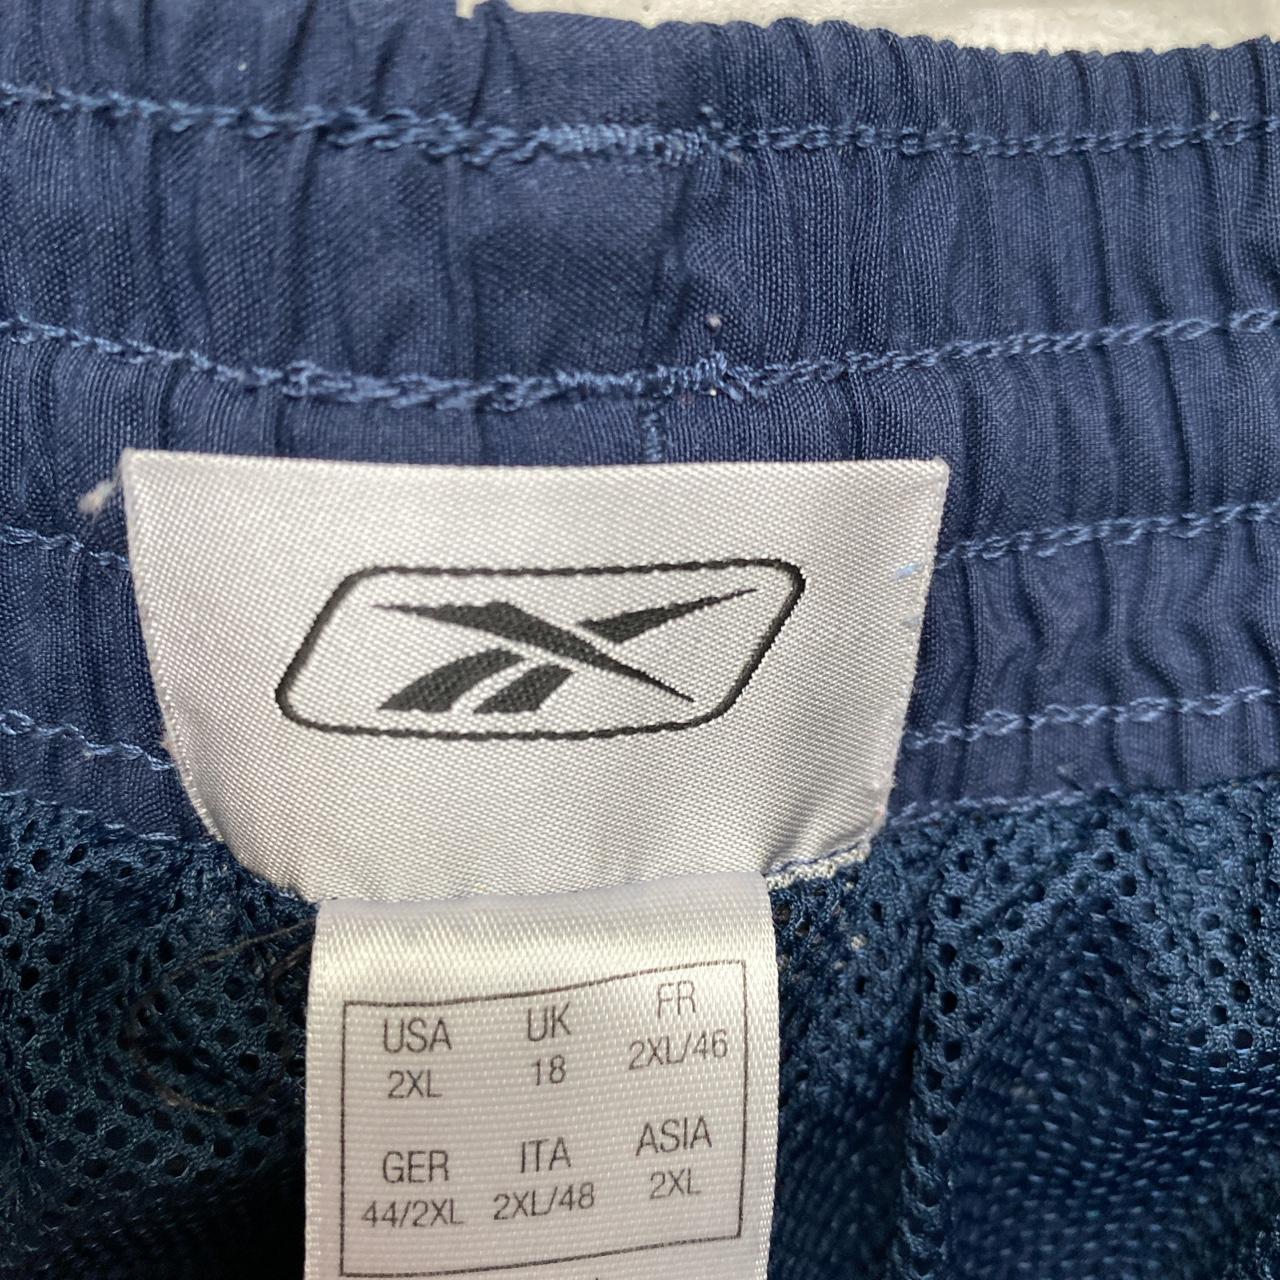 USA UK FR
2XL 18 2XL/46
GER ITA ASIA
44/2XL 2XL/48 2XL